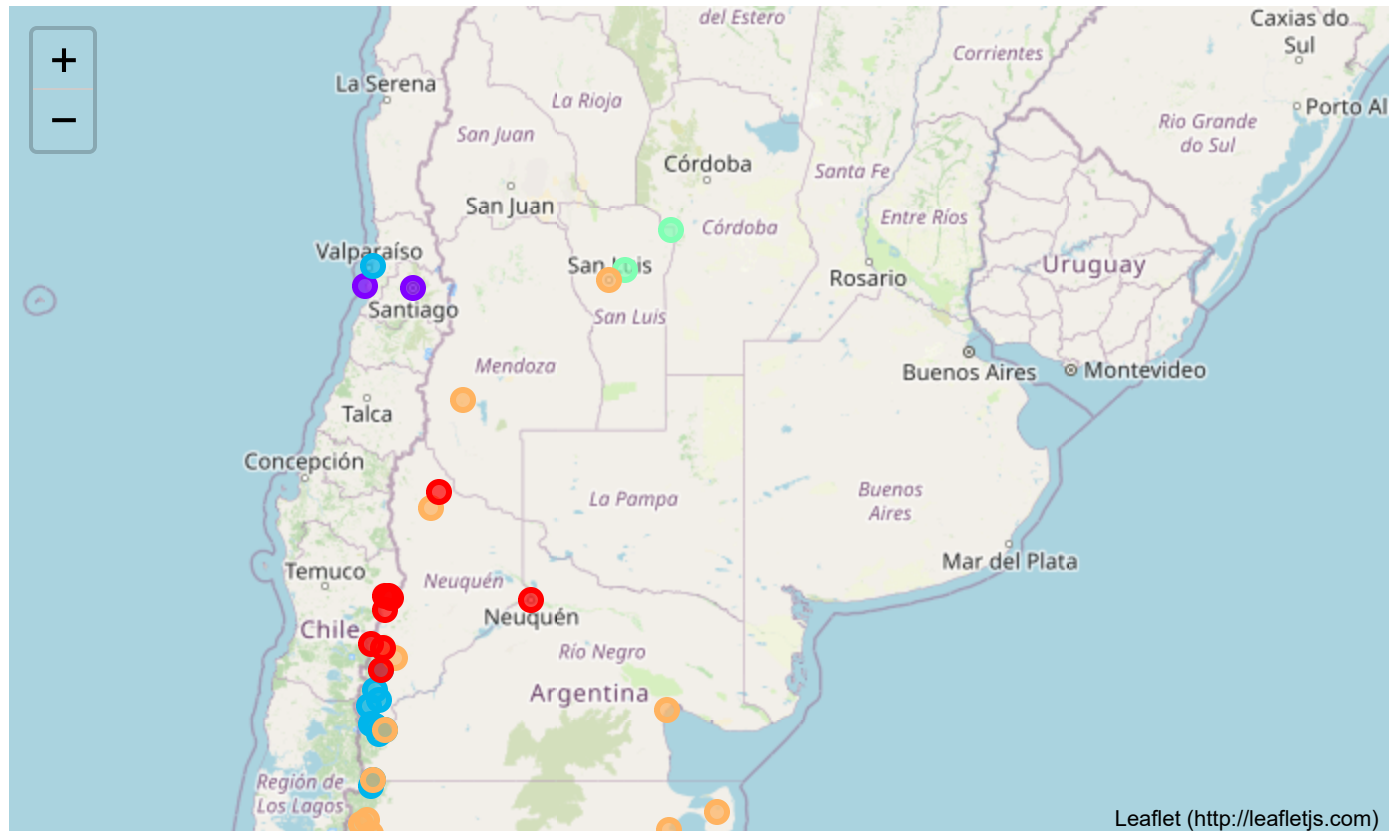 +
−
del Estero
Caxias do
Sul
Corrientes
La Serena
La Rioja
Porto Al
San Juan
Rio Grande
do Sul
Córdoba
Santa Fe
San Juan
Entre Ríos
Córdoba
Valparaíso
San Luis
Uruguay
Rosario
Santiago
San Luis
Mendoza
Buenos Aires
Montevideo
Talca
Concepción
La Pampa
Buenos
Aires
Mar del Plata
Temuco
Neuquén
Neuquén
Chile
Río Negro
Argentina
Región de
Los Lagos
Leaflet (http://leafletjs.com)